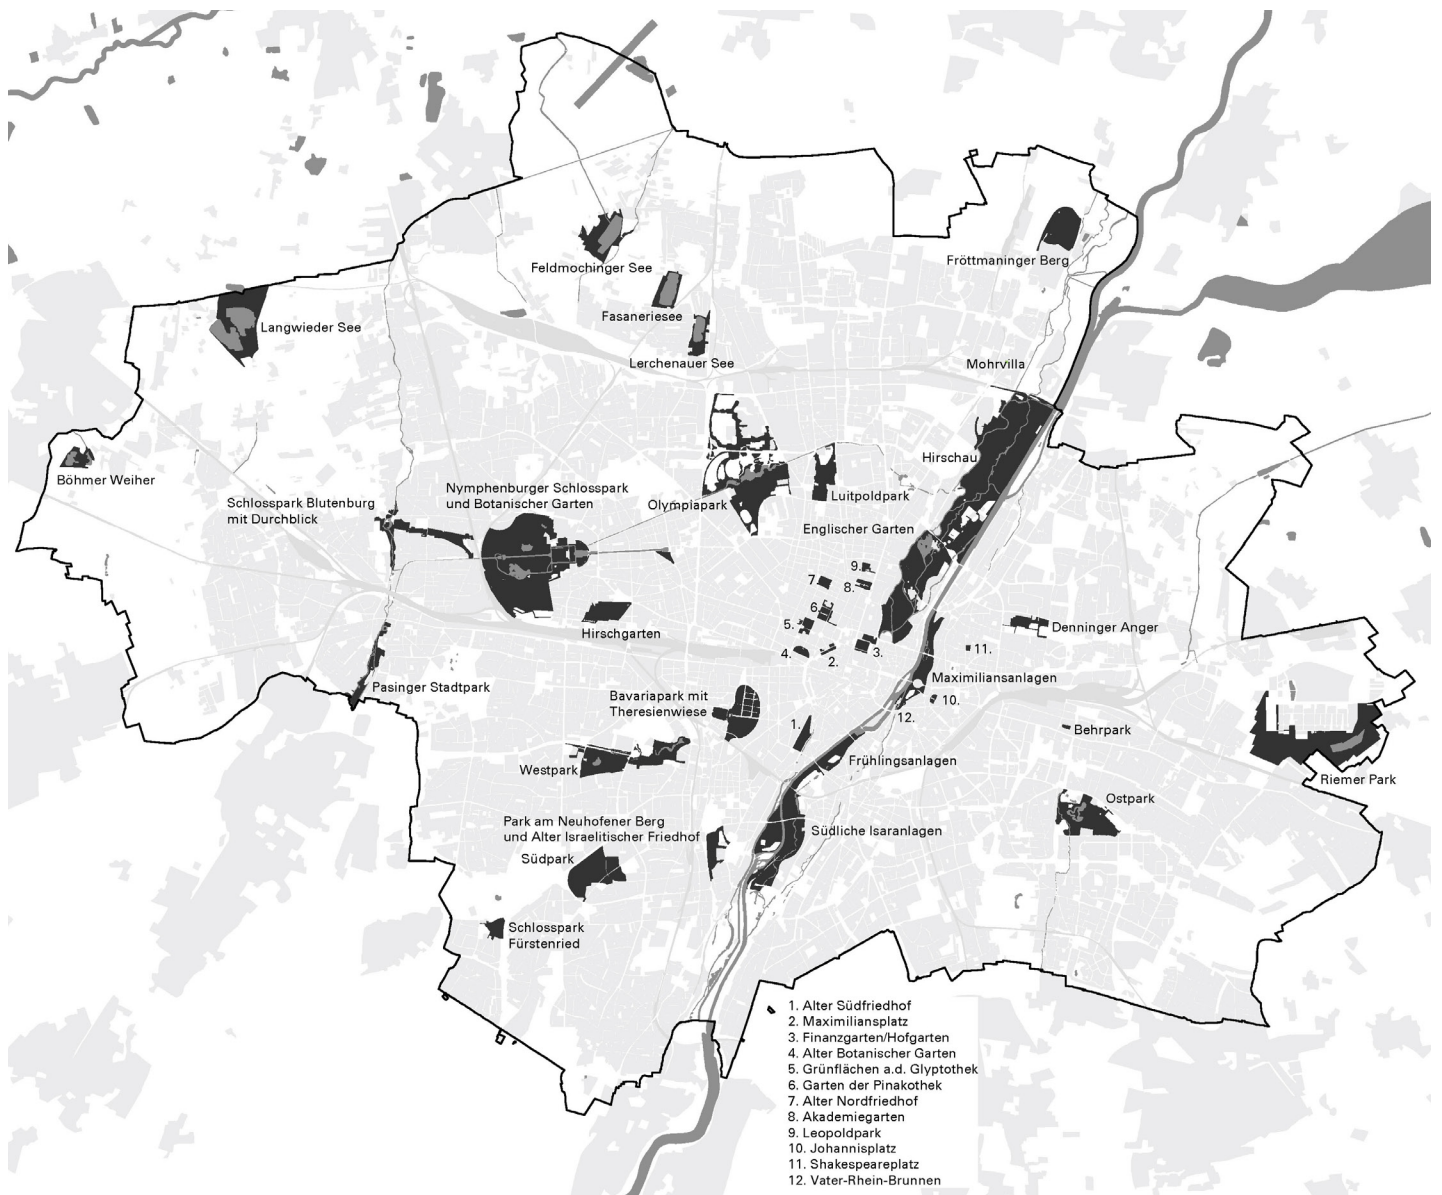 Feldmochinger See
Fröttmaninger Berg
Fasaneriesee
Langwieder See
Lerchenauer See
Mohrvilla
Hirschau
Böhmer Weiher
Nymphenburger Schlosspark
und Botanischer Garten
Schlosspark Blutenburg
mit Durchblick
Olympiapark
Luitpoldpark
Englischer Garten
9.
7.
8.
6.
5.
4.
2.
3.
Hirschgarten
Denninger Anger
11.
Pasinger Stadtpark
Maximiliansanlagen
Bavariapark mit
Theresienwiese
10.
12.
1.
Behrpark
Westpark
Frühlingsanlagen
Riemer Park
Ostpark
Park am Neuhofener Berg
und Alter Israelitischer Friedhof
Südliche Isaranlagen
Südpark
Schlosspark
Fürstenried
1. Alter Südfriedhof
2. Maximiliansplatz
3. Finanzgarten/Hofgarten
4. Alter Botanischer Garten
5. Grünflächen a.d. Glyptothek
6. Garten der Pinakothek
7. Alter Nordfriedhof
8. Akademiegarten
9. Leopoldpark
10. Johannisplatz
11. Shakespeareplatz
12. Vater-Rhein-Brunnen